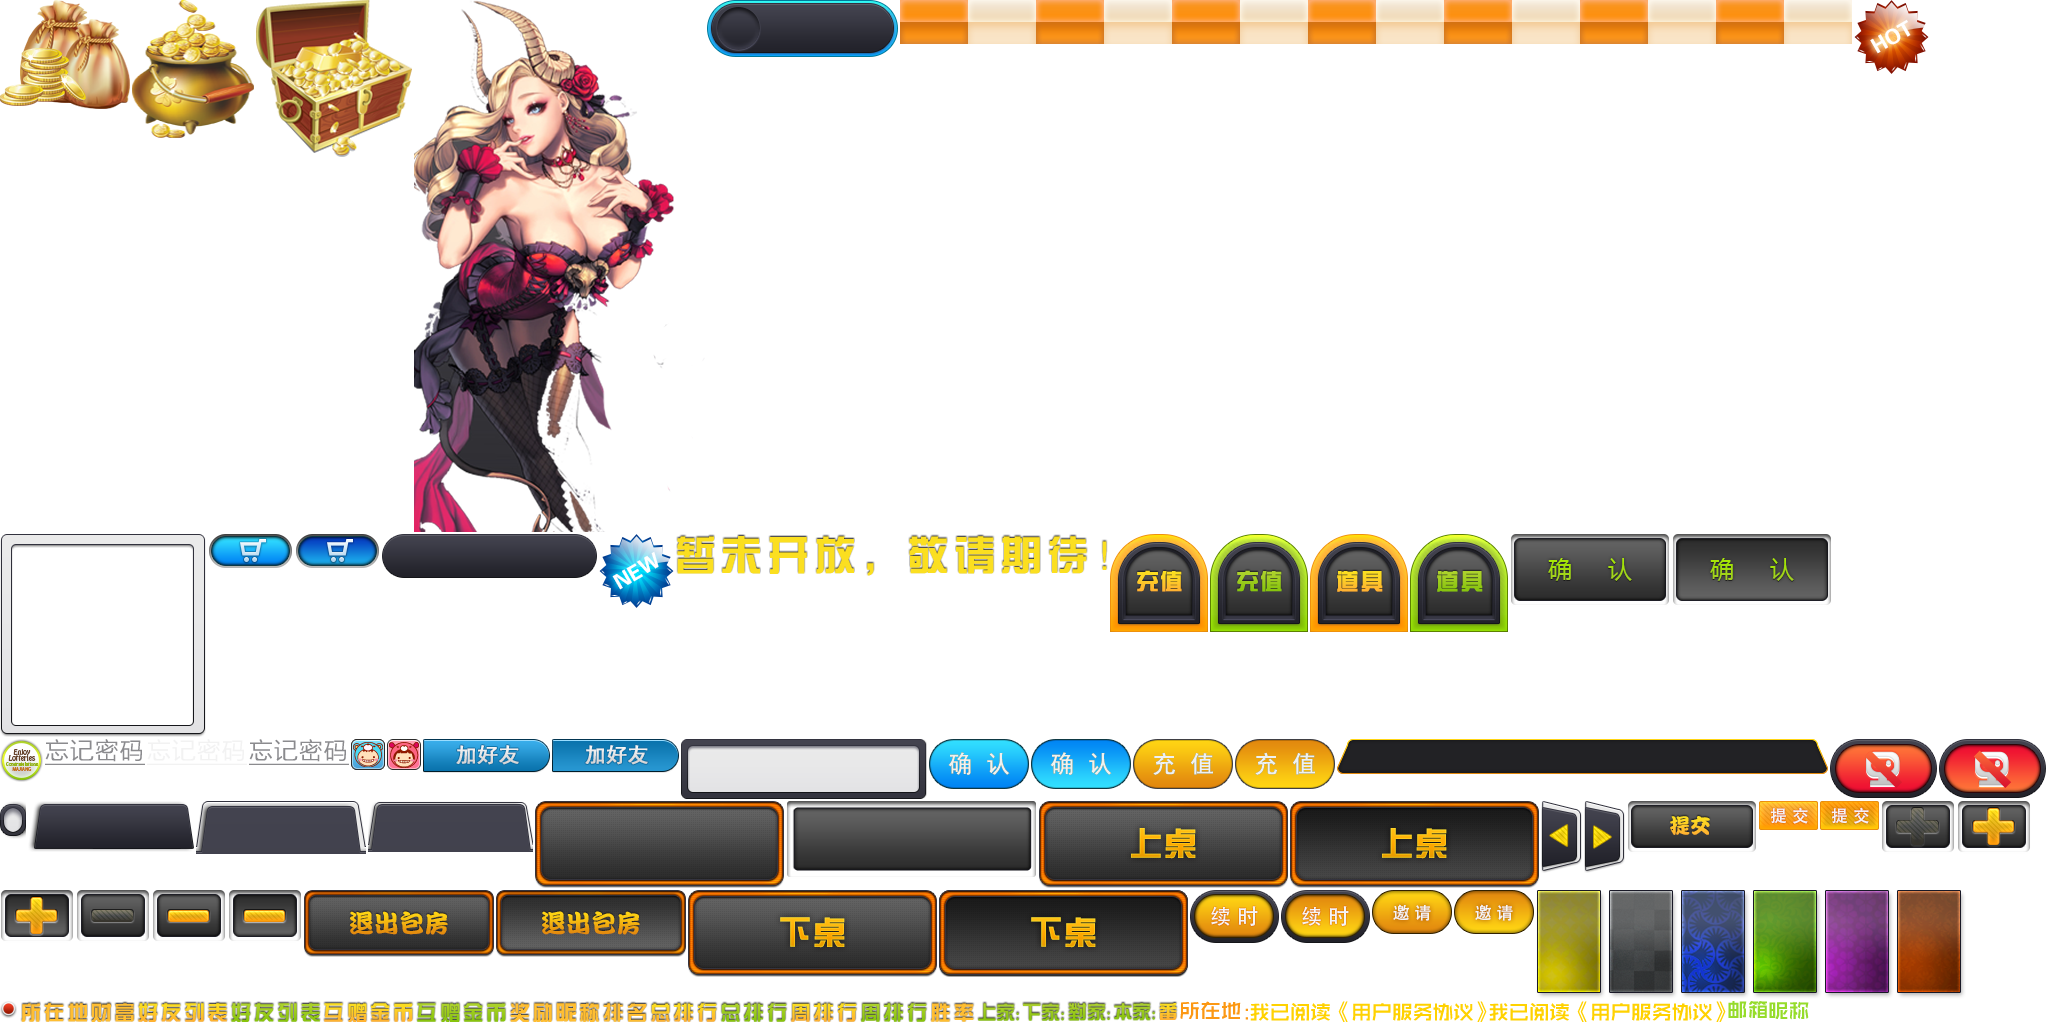 HOT
NEW
暂未开放，敬请期待！
充值
充值
道具
道具
确 认
确 认
Enjoy Lotteries
忘记密码
忘记密码
忘记密码
加好友
加好友
确 认
确 认
充 值
充 值
上桌
上桌
提交
提 交
提 交
退出包房
退出包房
下桌
下桌
续 时
续 时
邀 请
邀 请
所在地财富好友列表好友列表互赠金币互赠金币奖励昵称排名总排行总排行周排行周排行胜率上家:下家:对家:本家:番所在地:我已阅读《用户服务协议》我已阅读《用户服务协议》邮箱昵称